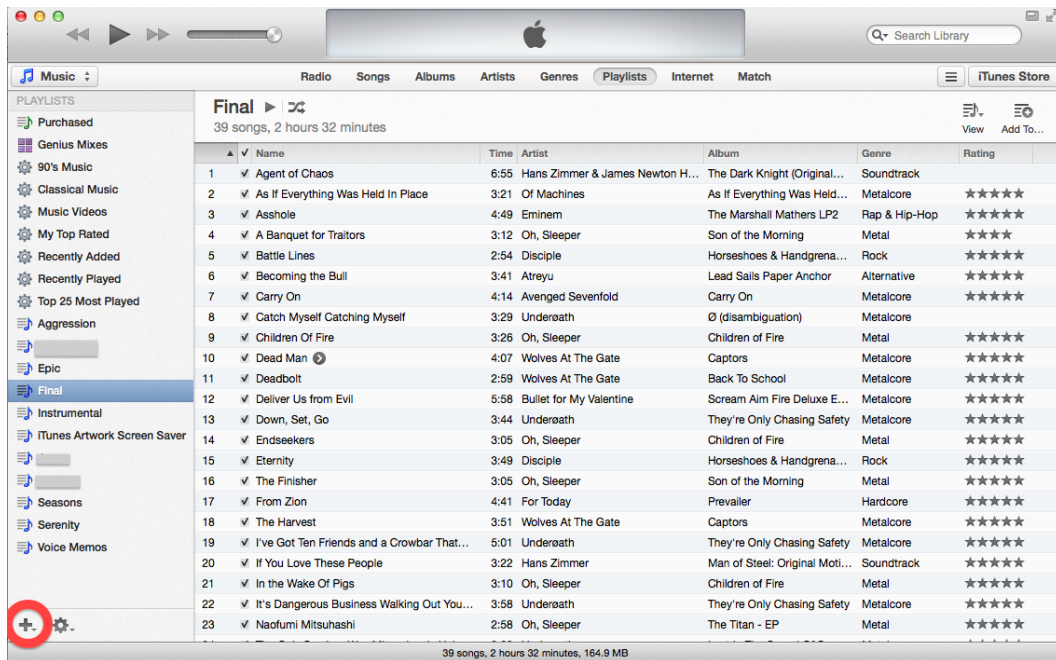 Search Library
Music
Radio Songs Albums Artists Genres Playlists Internet Match
iTunes Store
PLAYLISTS
Purchased
Genius Mixes
90's Music
Classical Music
Music Videos
My Top Rated
Recently Added
Recently Played
Top 25 Most Played
Aggression
Epic
Final
Instrumental
iTunes Artwork Screen Saver
Seasons
Serenity
Voice Memos
Final
39 songs, 2 hours 32 minutes
View Add To...
Name Time Artist Album Genre Rating
1 Agent of Chaos 6:55 Hans Zimmer & James Newton H... The Dark Knight (Original... Soundtrack
2 As If Everything Was Held In Place 3:21 Of Machines As If Everything Was Held... Metalcore ★★★★★
3 Asshole 4:49 Eminem The Marshall Mathers LP2 Rap & Hip-Hop ★★★★★
4 A Banquet for Traitors 3:12 Oh, Sleeper Son of the Morning Metal ★★★★
5 Battle Lines 2:54 Disciple Horseshoes & Handgrena... Rock ★★★★★
6 Becoming the Bull 3:41 Atreyu Lead Sails Paper Anchor Alternative ★★★★★
7 Carry On 4:14 Avenged Sevenfold Carry On Metalcore ★★★★★
8 Catch Myself Catching Myself 3:29 Underøath Ø (disambiguation) Metalcore
9 Children Of Fire 3:26 Oh, Sleeper Children of Fire Metal ★★★★★
10 Dead Man 4:07 Wolves At The Gate Captors Metalcore ★★★★★
11 Deadbolt 2:59 Wolves At The Gate Back To School Metalcore ★★★★★
12 Deliver Us from Evil 5:58 Bullet for My Valentine Scream Aim Fire Deluxe E... Metalcore ★★★★★
13 Down, Set, Go 3:44 Underøath They're Only Chasing Safety Metalcore ★★★★★
14 Endseekers 3:05 Oh, Sleeper Children of Fire Metal ★★★★★
15 Eternity 3:49 Disciple Horseshoes & Handgrena... Rock ★★★★★
16 The Finisher 3:05 Oh, Sleeper Son of the Morning Metal ★★★★★
17 From Zion 4:41 For Today Prevailer Hardcore ★★★★★
18 The Harvest 3:51 Wolves At The Gate Captors Metalcore ★★★★★
19 I've Got Ten Friends and a Crowbar That... 5:01 Underøath They're Only Chasing Safety Metalcore ★★★★★
20 If You Love These People 3:22 Hans Zimmer Man of Steel: Original Moti... Soundtrack ★★★★★
21 In the Wake Of Pigs 3:10 Oh, Sleeper Children of Fire Metal ★★★★★
22 It's Dangerous Business Walking Out You... 3:58 Underøath They're Only Chasing Safety Metalcore ★★★★★
23 Naofumi Mitsuhashi 2:58 Oh, Sleeper The Titan - EP Metal ★★★★★
39 songs, 2 hours 32 minutes, 164.9 MB